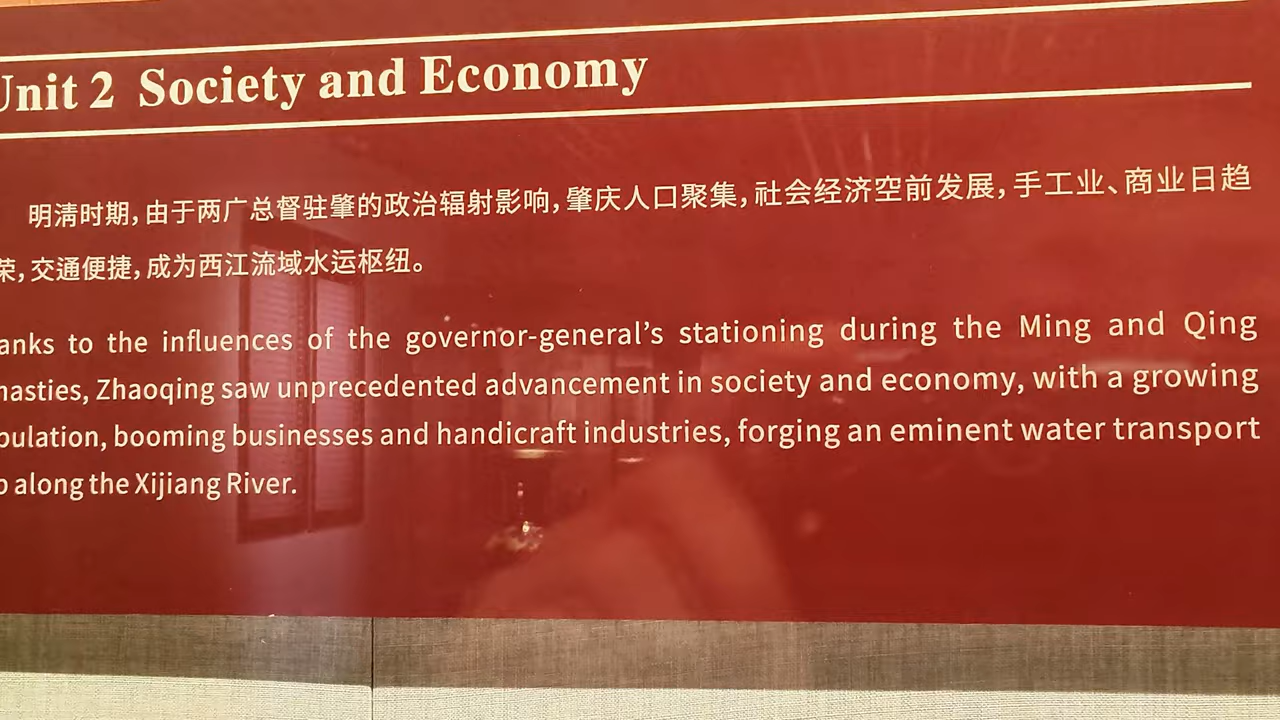 Unit 2 Society and Economy
明清时期，由于两广总督驻肇的政治辐射影响，肇庆人口聚集，社会经济空前发展，手工业、商业日趋
荣，交通便捷，成为西江流域水运枢纽。
anks to the influences of the governor-general's stationing during the Ming and Qing
nasties, Zhaoqing saw unprecedented advancement in society and economy, with a growing
pulation, booming businesses and handicraft industries, forging an eminent water transport
along the Xijiang River.